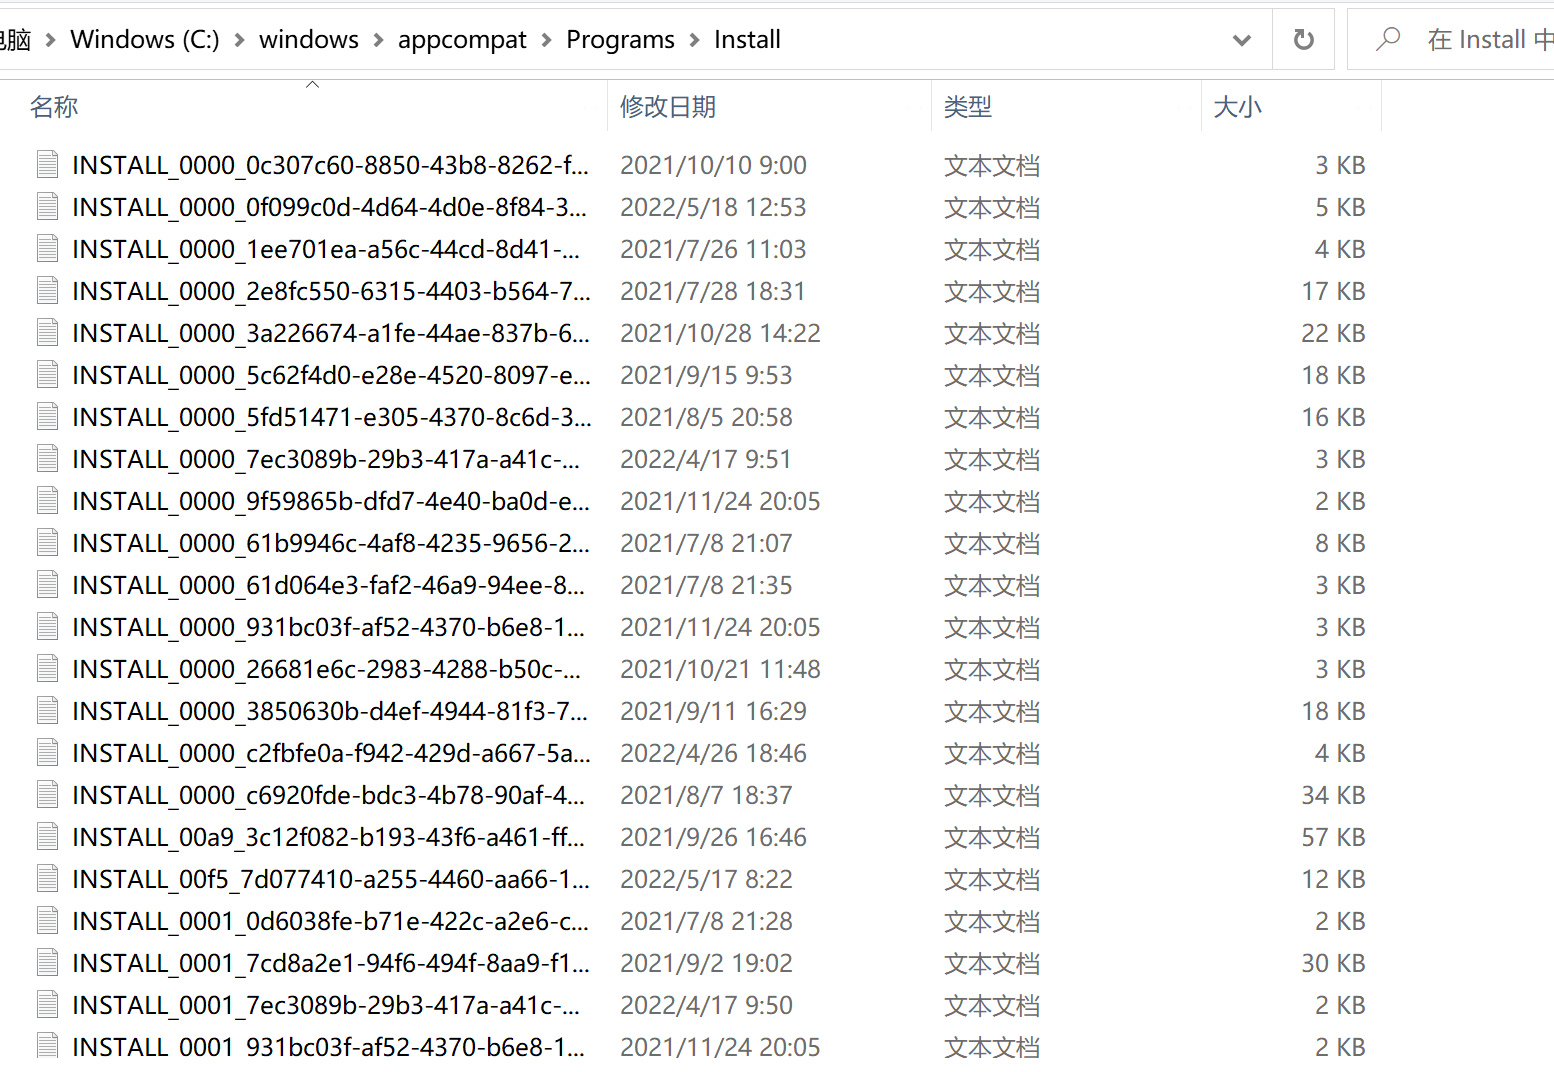 电脑 > Windows (C:) > windows > appcompat > Programs > Install 在 Install 中
名称 修改日期 类型 大小
INSTALL_0000_0c307c60-8850-43b8-8262-f... 2021/10/10 9:00 文本文档 3 KB
INSTALL_0000_0f099c0d-4d64-4d0e-8f84-3... 2022/5/18 12:53 文本文档 5 KB
INSTALL_0000_1ee701ea-a56c-44cd-8d41-... 2021/7/26 11:03 文本文档 4 KB
INSTALL_0000_2e8fc550-6315-4403-b564-7... 2021/7/28 18:31 文本文档 17 KB
INSTALL_0000_3a226674-a1fe-44ae-837b-6... 2021/10/28 14:22 文本文档 22 KB
INSTALL_0000_5c62f4d0-e28e-4520-8097-e... 2021/9/15 9:53 文本文档 18 KB
INSTALL_0000_5fd51471-e305-4370-8c6d-3... 2021/8/5 20:58 文本文档 16 KB
INSTALL_0000_7ec3089b-29b3-417a-a41c-... 2022/4/17 9:51 文本文档 3 KB
INSTALL_0000_9f59865b-dfd7-4e40-ba0d-e... 2021/11/24 20:05 文本文档 2 KB
INSTALL_0000_61b9946c-4af8-4235-9656-2... 2021/7/8 21:07 文本文档 8 KB
INSTALL_0000_61d064e3-faf2-46a9-94ee-8... 2021/7/8 21:35 文本文档 3 KB
INSTALL_0000_931bc03f-af52-4370-b6e8-1... 2021/11/24 20:05 文本文档 3 KB
INSTALL_0000_26681e6c-2983-4288-b50c-... 2021/10/21 11:48 文本文档 3 KB
INSTALL_0000_3850630b-d4ef-4944-81f3-7... 2021/9/11 16:29 文本文档 18 KB
INSTALL_0000_c2fbfe0a-f942-429d-a667-5a... 2022/4/26 18:46 文本文档 4 KB
INSTALL_0000_c6920fde-bdc3-4b78-90af-4... 2021/8/7 18:37 文本文档 34 KB
INSTALL_00a9_3c12f082-b193-43f6-a461-ff... 2021/9/26 16:46 文本文档 57 KB
INSTALL_00f5_7d077410-a255-4460-aa66-1... 2022/5/17 8:22 文本文档 12 KB
INSTALL_0001_0d6038fe-b71e-422c-a2e6-c... 2021/7/8 21:28 文本文档 2 KB
INSTALL_0001_7cd8a2e1-94f6-494f-8aa9-f1... 2021/9/2 19:02 文本文档 30 KB
INSTALL_0001_7ec3089b-29b3-417a-a41c-... 2022/4/17 9:50 文本文档 2 KB
INSTALL_0001_931bc03f-af52-4370-b6e8-1... 2021/11/24 20:05 文本文档 2 KB